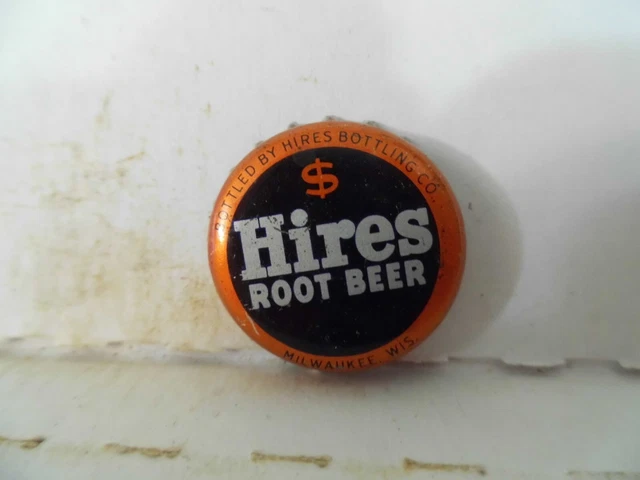 BOTTLED BY HIRES BOTTLING CO.
$
Hires
ROOT BEER
MILWAUKEE, WIS.